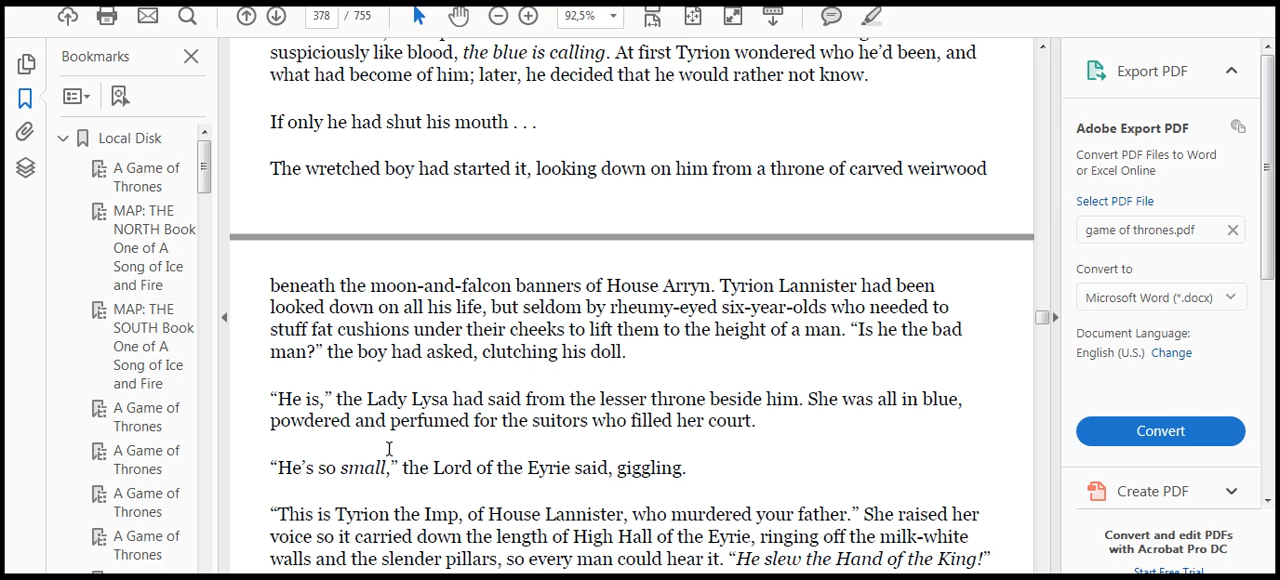 378 / 755
92,5%
Bookmarks
Local Disk
A Game of
Thrones
MAP: THE
NORTH Book
One of A
Song of Ice
and Fire
MAP: THE
SOUTH Book
One of A
Song of Ice
and Fire
A Game of
Thrones
A Game of
Thrones
A Game of
Thrones
A Game of
Thrones
suspiciously like blood, the blue is calling. At first Tyrion wondered who he’d been, and
what had become of him; later, he decided that he would rather not know.
If only he had shut his mouth . . .
The wretched boy had started it, looking down on him from a throne of carved weirwood
beneath the moon-and-falcon banners of House Arryn. Tyrion Lannister had been
looked down on all his life, but seldom by rheumy-eyed six-year-olds who needed to
stuff fat cushions under their cheeks to lift them to the height of a man. “Is he the bad
man?” the boy had asked, clutching his doll.
“He is,” the Lady Lysa had said from the lesser throne beside him. She was all in blue,
powdered and perfumed for the suitors who filled her court.
“He’s so small,” the Lord of the Eyrie said, giggling.
“This is Tyrion the Imp, of House Lannister, who murdered your father.” She raised her
voice so it carried down the length of High Hall of the Eyrie, ringing off the milk-white
walls and the slender pillars, so every man could hear it. “He slew the Hand of the King!”
Export PDF
Adobe Export PDF
Convert PDF Files to Word
or Excel Online
Select PDF File
game of thrones.pdf
Convert to
Microsoft Word (*.docx)
Document Language:
English (U.S.) Change
Convert
Create PDF
Convert and edit PDFs
with Acrobat Pro DC
Start Free Trial